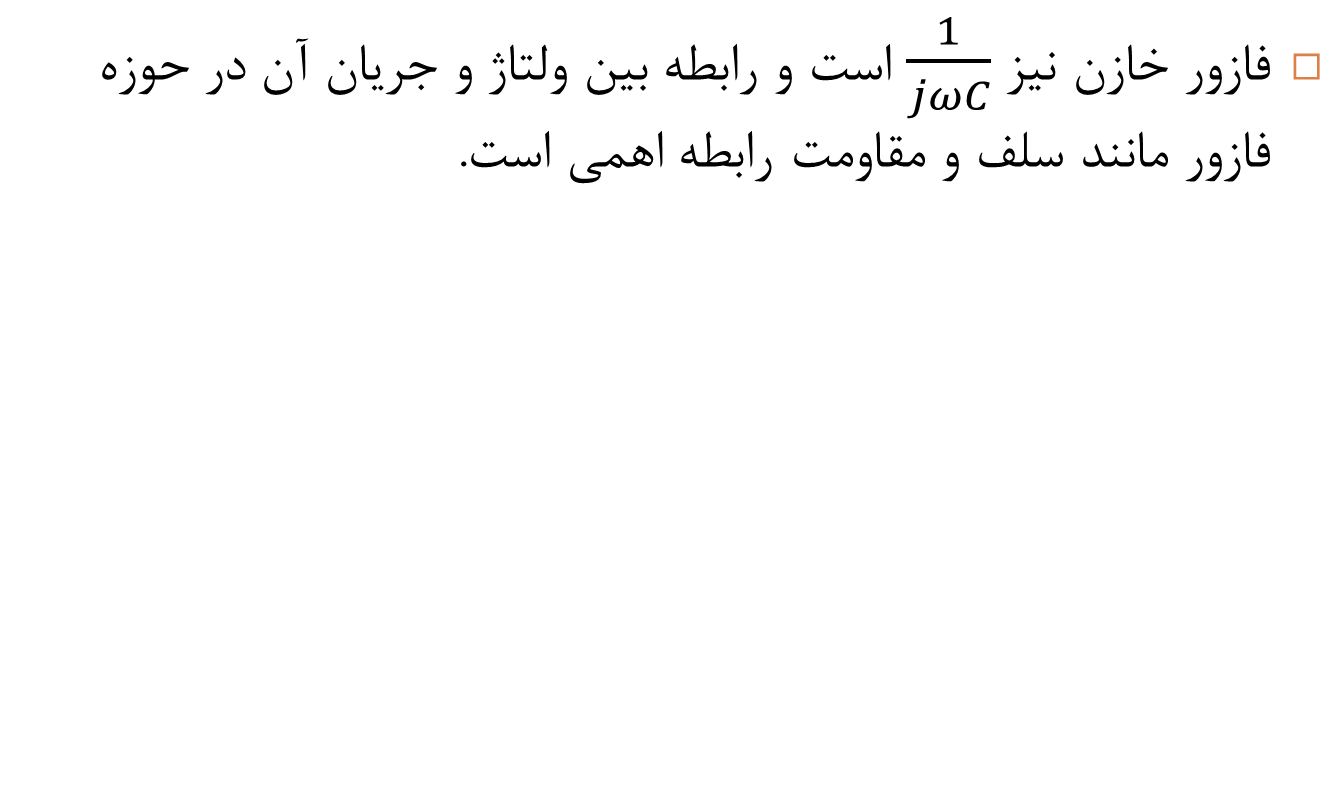 فازور خازن نیز \frac{1}{jωC} است و رابطه بین ولتاژ و جریان آن در حوزه
فازور مانند سلف و مقاومت رابطه اهمی است.